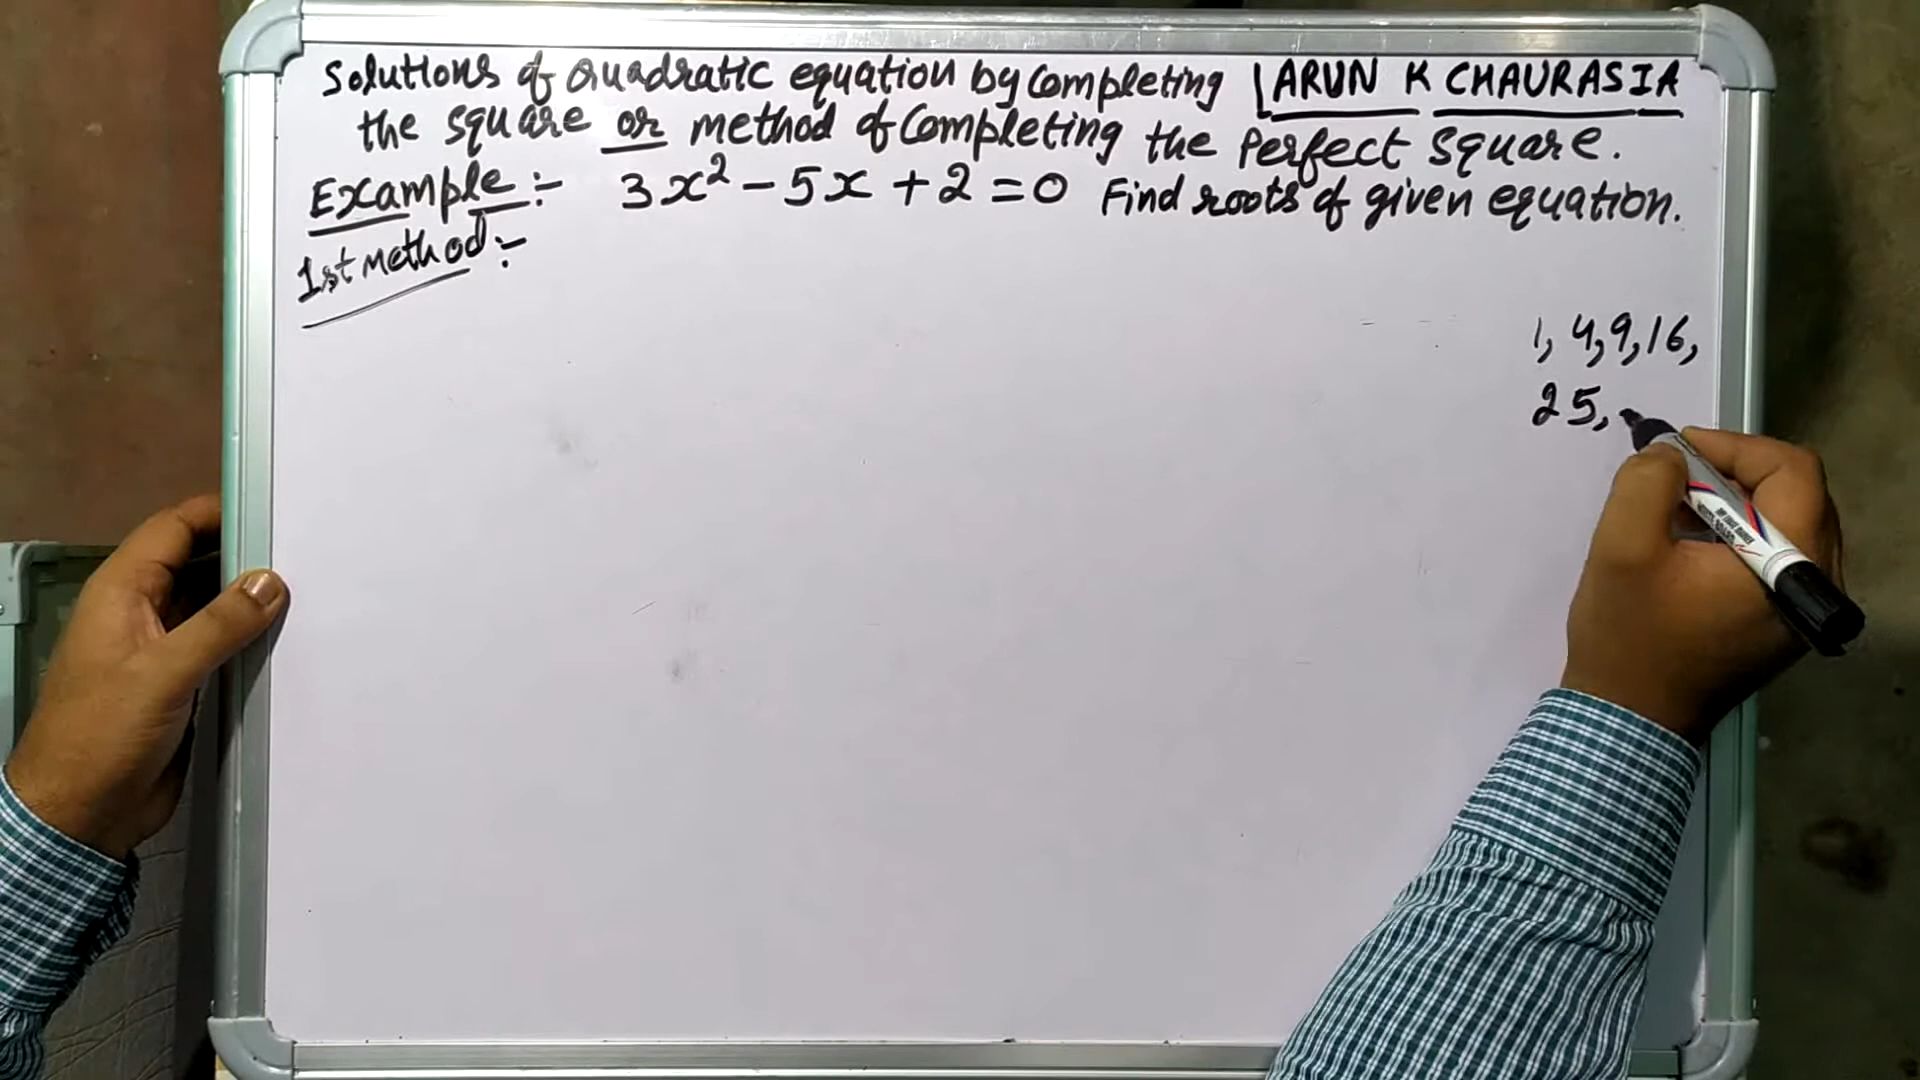 Solutions of Quadratic equation by Completing ARUN K CHAURASIA
the square or method of Completing the Perfect Square.
Example:- 3x² - 5x + 2 = 0 Find roots of given equation.
1st method:-
1, 4, 9, 16,
25,